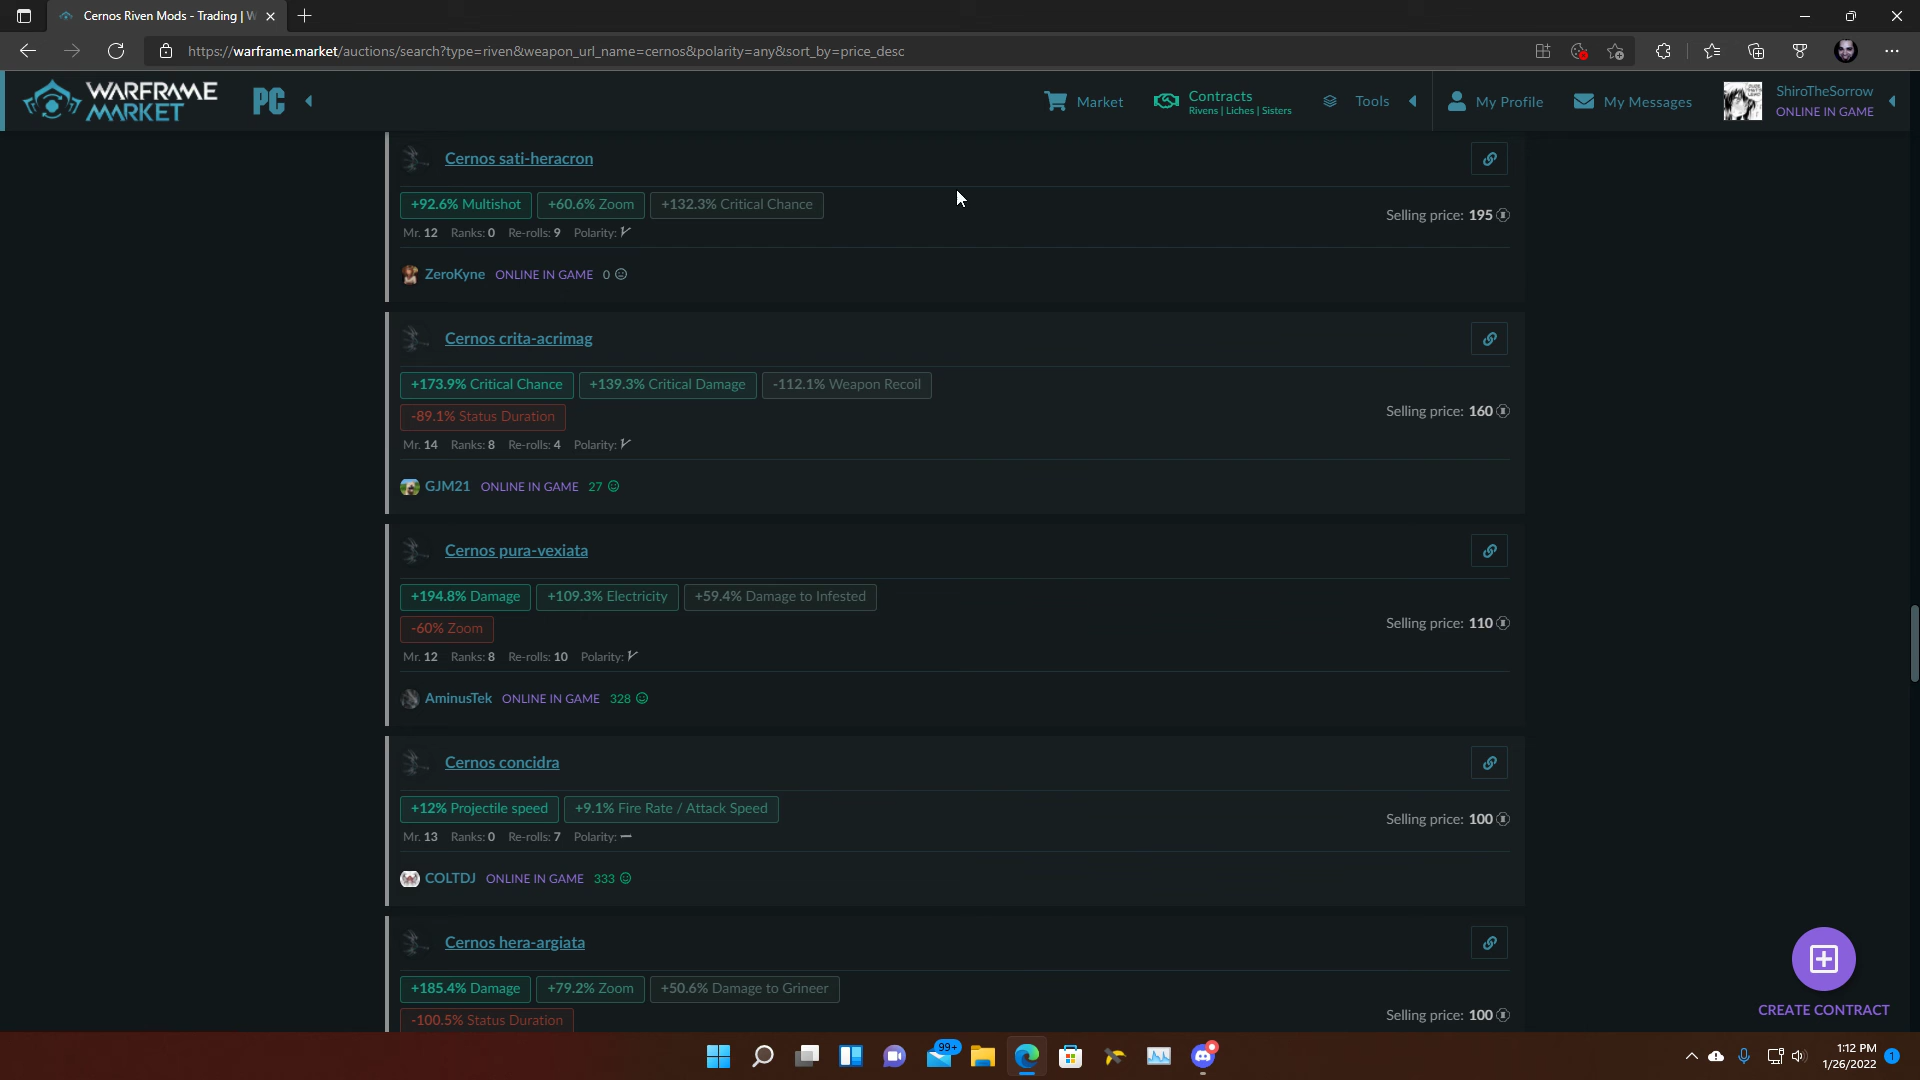 Cernos Riven Mods - Trading | W
https://warframe.market/auctions/search?type=riven&weapon_url_name=cernos&polarity=any&sort_by=price_desc
WARFRAME
MARKET
PC
Market
Contracts
Rivens | Liches | Sisters
Tools
My Profile
My Messages
ShiroTheSorrow
ONLINE IN GAME
Cernos sati-heracron
+92.6% Multishot +60.6% Zoom +132.3% Critical Chance
Selling price: 195
Mr. 12 Ranks: 0 Re-rolls: 9 Polarity:
ZeroKyne ONLINE IN GAME 0
Cernos crita-acrimag
+173.9% Critical Chance +139.3% Critical Damage -112.1% Weapon Recoil
-89.1% Status Duration
Selling price: 160
Mr. 14 Ranks: 8 Re-rolls: 4 Polarity:
GJM21 ONLINE IN GAME 27
Cernos pura-vexiata
+194.8% Damage +109.3% Electricity +59.4% Damage to Infested
-60% Zoom
Selling price: 110
Mr. 12 Ranks: 8 Re-rolls: 10 Polarity:
AminusTek ONLINE IN GAME 328
Cernos concidra
+12% Projectile speed +9.1% Fire Rate / Attack Speed
Selling price: 100
Mr. 13 Ranks: 0 Re-rolls: 7 Polarity:
COLTDJ ONLINE IN GAME 333
Cernos hera-argiata
+185.4% Damage +79.2% Zoom +50.6% Damage to Grineer
-100.5% Status Duration
Selling price: 100
CREATE CONTRACT
99+
1:12 PM
1/26/2022
1